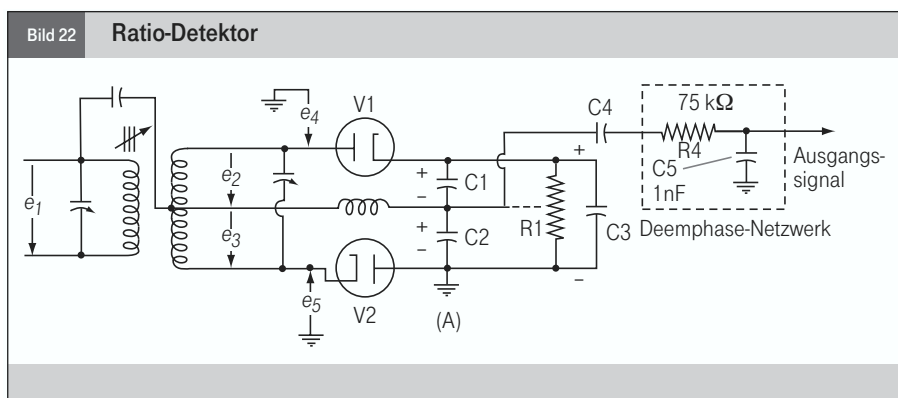 Bild 22 Ratio-Detektor
75 kΩ
C4
V1
e4
R4
C5
1nF
Ausgangs-
signal
Deemphase-Netzwerk
+
+
C1
−
e1
e2
e3
+
C2
−
R1
C3
−
V2
e5
(A)